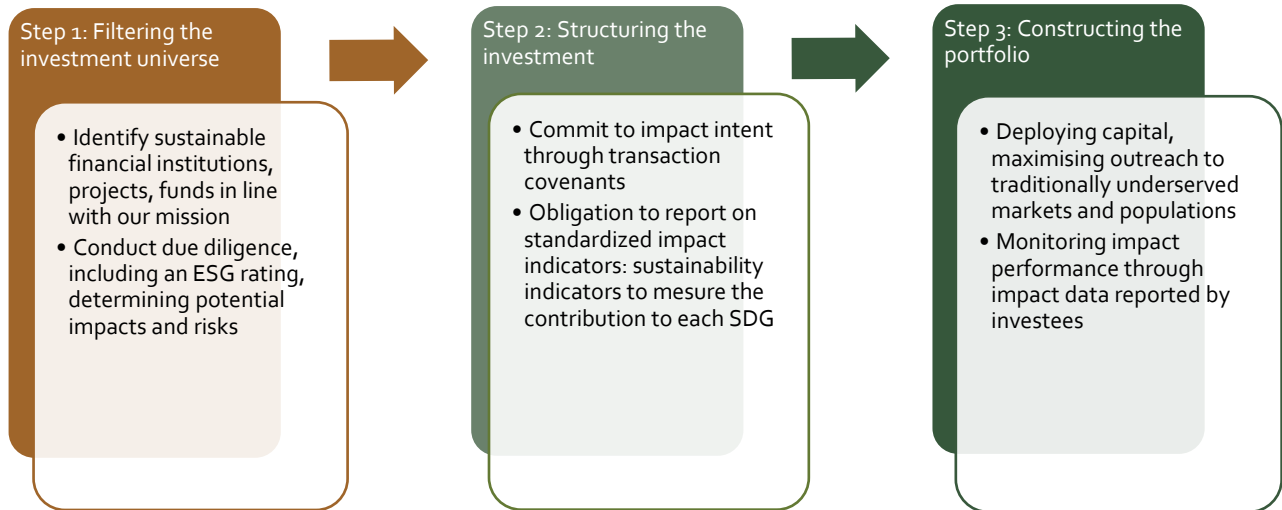 Step 1: Filtering the
investment universe
• Identify sustainable
financial institutions,
projects, funds in line
with our mission
• Conduct due diligence,
including an ESG rating,
determining potential
impacts and risks
Step 2: Structuring the
investment
• Commit to impact intent
through transaction
covenants
• Obligation to report on
standardized impact
indicators: sustainability
indicators to mesure the
contribution to each SDG
Step 3: Constructing the
portfolio
• Deploying capital,
maximising outreach to
traditionally underserved
markets and populations
• Monitoring impact
performance through
impact data reported by
investees